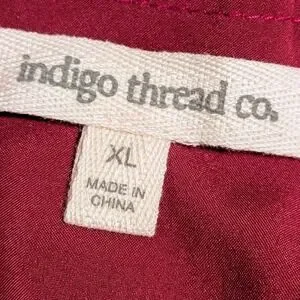 indigo thread co.
XL
MADE IN
CHINA